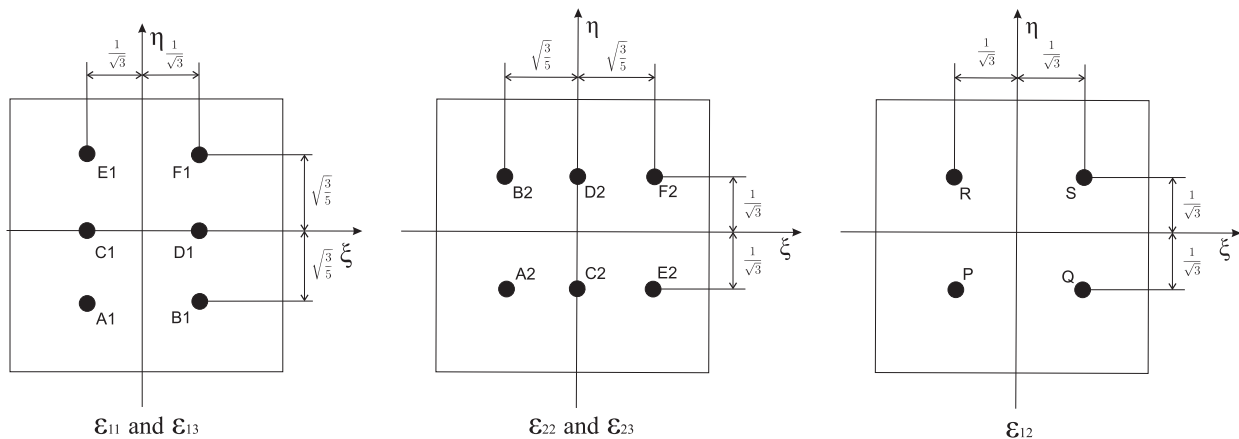 η
1/√3 1/√3
E1 F1
√3/5
C1 D1
ξ
√3/5
A1 B1
ε11 and ε13
η
√3/5 √3/5
B2 D2 F2
1/√3
ξ
A2 C2 E2
1/√3
ε22 and ε23
η
1/√3 1/√3
R S
1/√3
ξ
P Q
1/√3
ε12